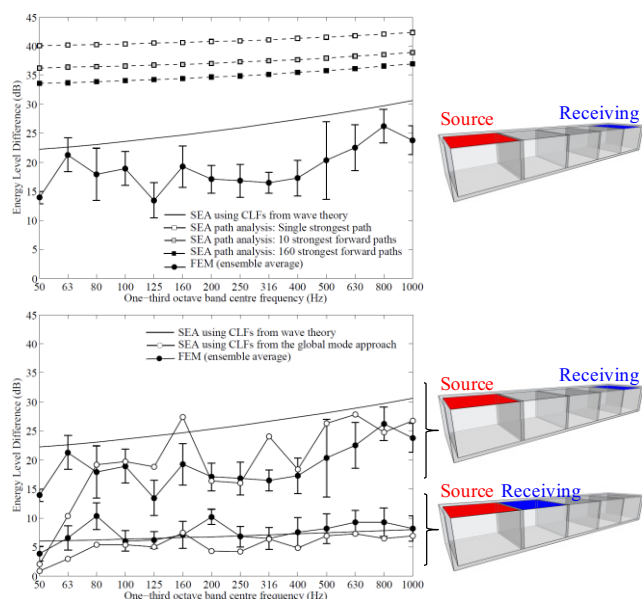 45
40
35
30
25
20
15
10
5
0
Energy Level Difference (dB)
SEA using CLFs from wave theory
SEA path analysis: Single strongest path
SEA path analysis: 10 strongest forward paths
SEA path analysis: 160 strongest forward paths
FEM (ensemble average)
50 63 80 100 125 160 200 250 316 400 500 630 800 1000
One-third octave band centre frequency (Hz)
Source Receiving
45
40
35
30
25
20
15
10
5
0
Energy Level Difference (dB)
SEA using CLFs from wave theory
SEA using CLFs from the global mode approach
FEM (ensemble average)
50 63 80 100 125 160 200 250 316 400 500 630 800 1000
One-third octave band centre frequency (Hz)
Source Receiving
Source Receiving